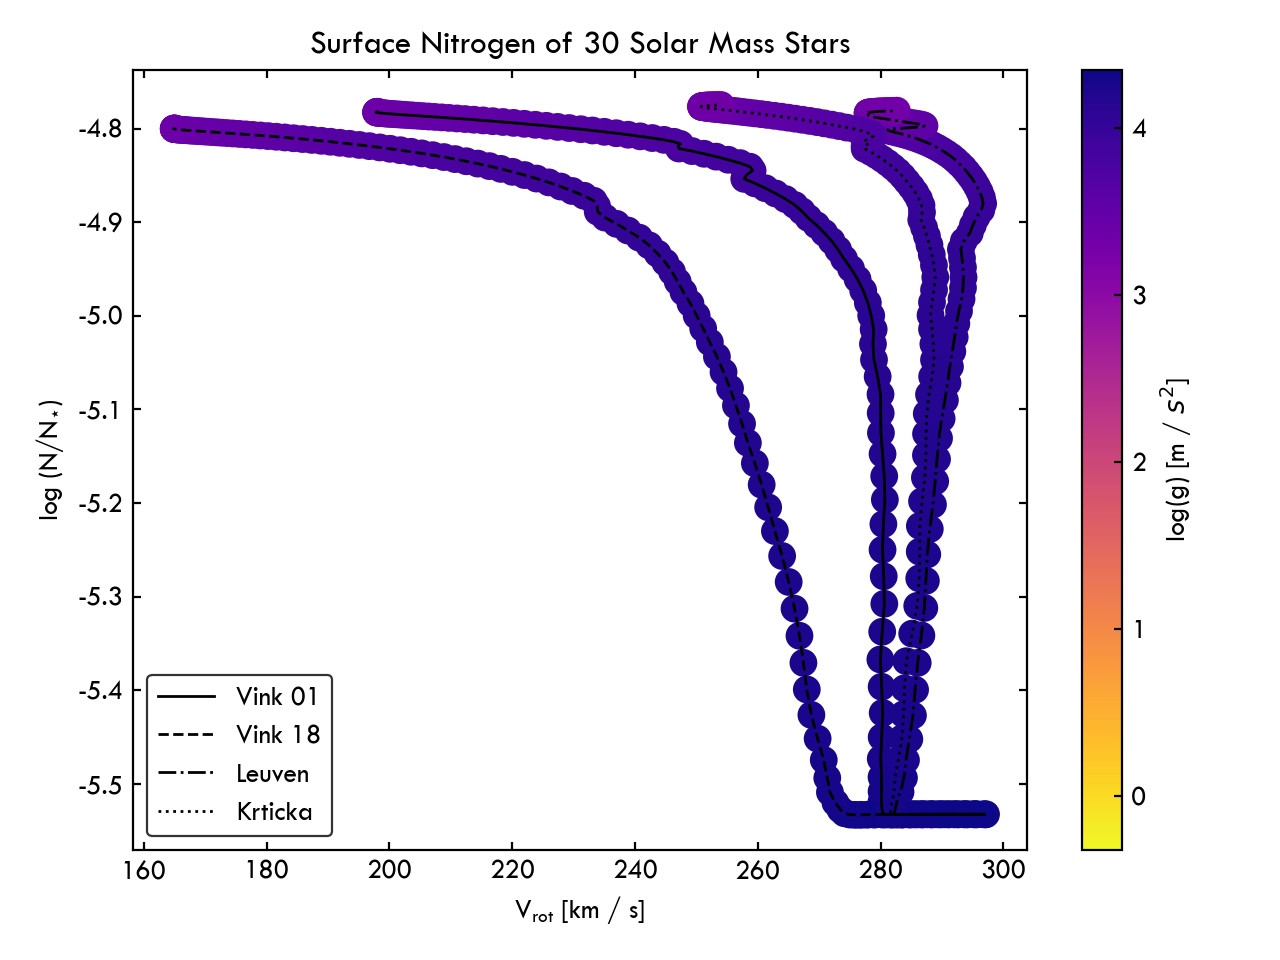 Surface Nitrogen of 30 Solar Mass Stars
log (N/N⋆)
-4.8
-4.9
-5.0
-5.1
-5.2
-5.3
-5.4
-5.5
Vink 01
Vink 18
Leuven
Krticka
160 180 200 220 240 260 280 300
V_rot [km / s]
4
3
2
1
0
log(g) [m / s²]